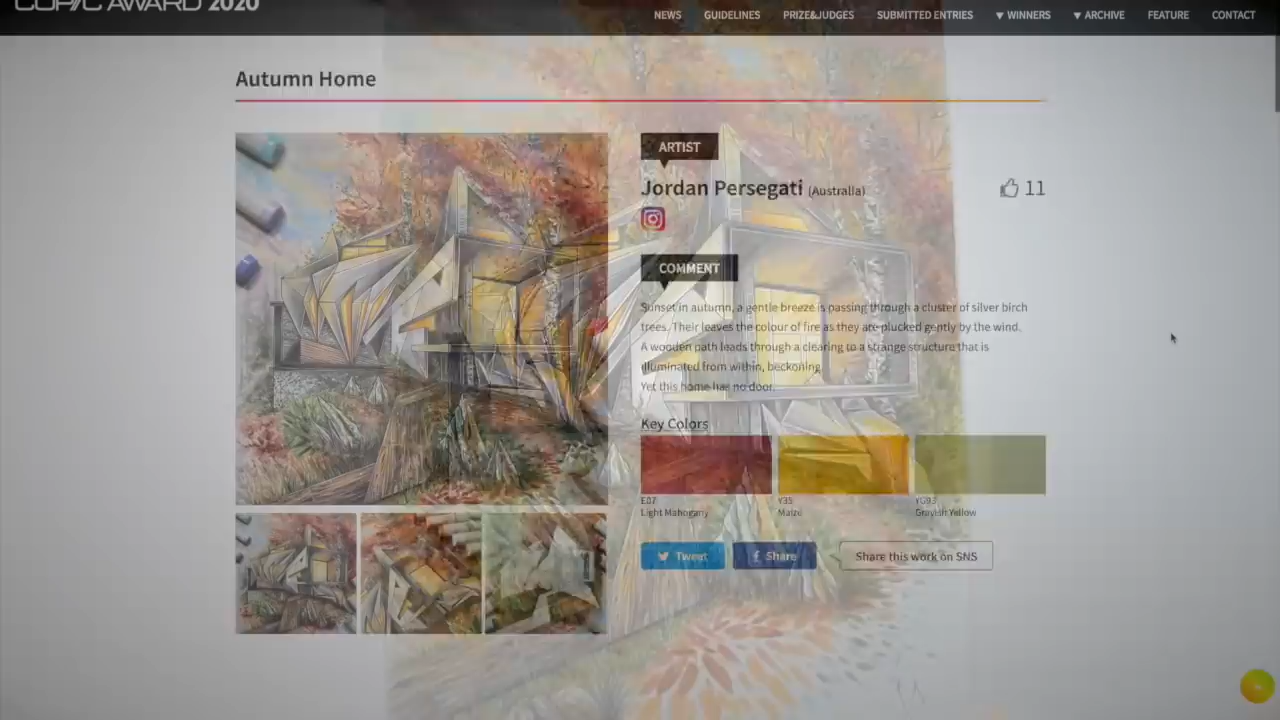 COPIC AWARD 2020
NEWS GUIDELINES PRIZE&JUDGES SUBMITTED ENTRIES ▼ WINNERS ▼ ARCHIVE FEATURE CONTACT
Autumn Home
ARTIST
Jordan Persegati (Australia)
11
COMMENT
Sunset in autumn, a gentle breeze is passing through a cluster of silver birch
trees. Their leaves the colour of fire as they are plucked gently by the wind.
A wooden path leads through a clearing to a strange structure that is
illuminated from within, beckoning.
Yet this home has no door.
Key Colors
E07 Y35 YG93
Light Mahogany Maize Grayish Yellow
Tweet Share Share this work on SNS